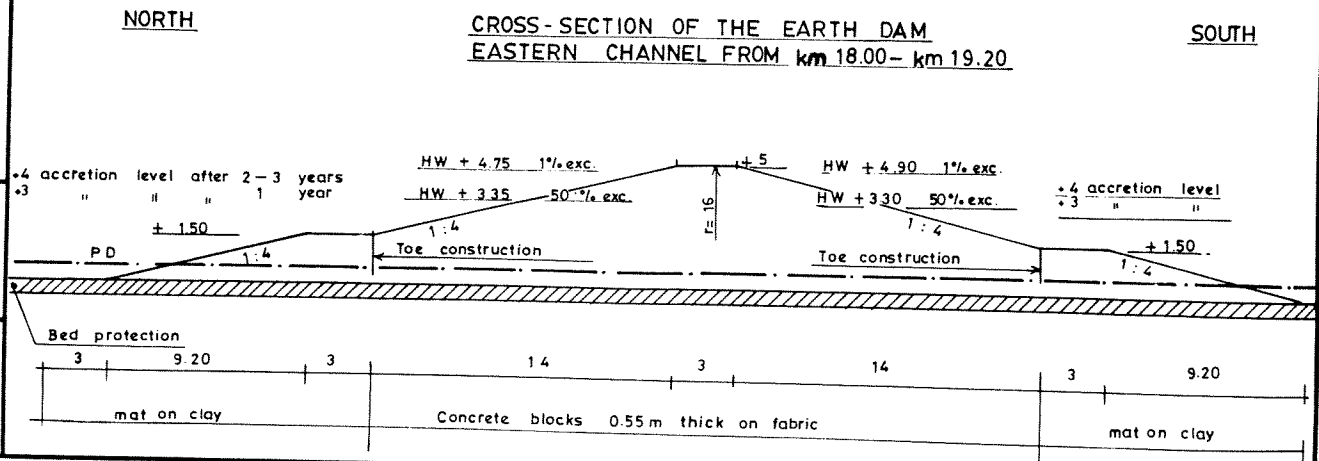 NORTH
CROSS-SECTION OF THE EARTH DAM
EASTERN CHANNEL FROM km 18.00 - km 19.20
SOUTH
HW + 4.75 1% exc.
+ 5
HW + 4.90 1% exc.
+4 accretion level after 2-3 years
+3 " " " 1 year
HW + 3.35 50% exc.
r= 16
HW + 3.30 50% exc.
+4 accretion level
+3 " "
+ 1.50
1:4
1:4
+ 1.50
PD
1:4
Toe construction
Toe construction
1:4
Bed protection
3 9.20 3 14 3 14 3 9.20
mat on clay
Concrete blocks 0.55 m thick on fabric
mat on clay